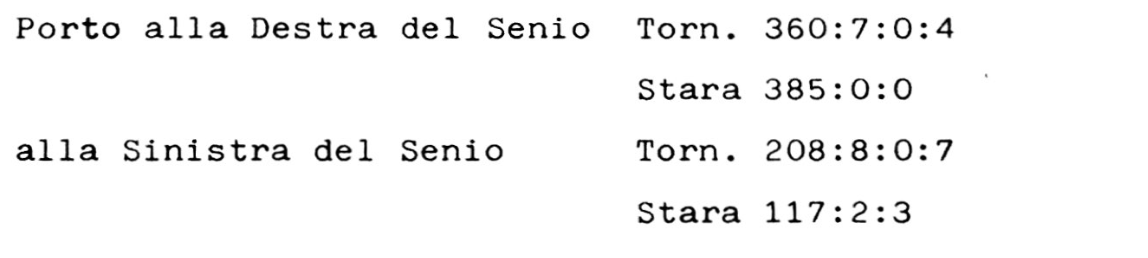 Porto alla Destra del Senio Torn. 360:7:0:4
Stara 385:0:0
alla Sinistra del Senio Torn. 208:8:0:7
Stara 117:2:3